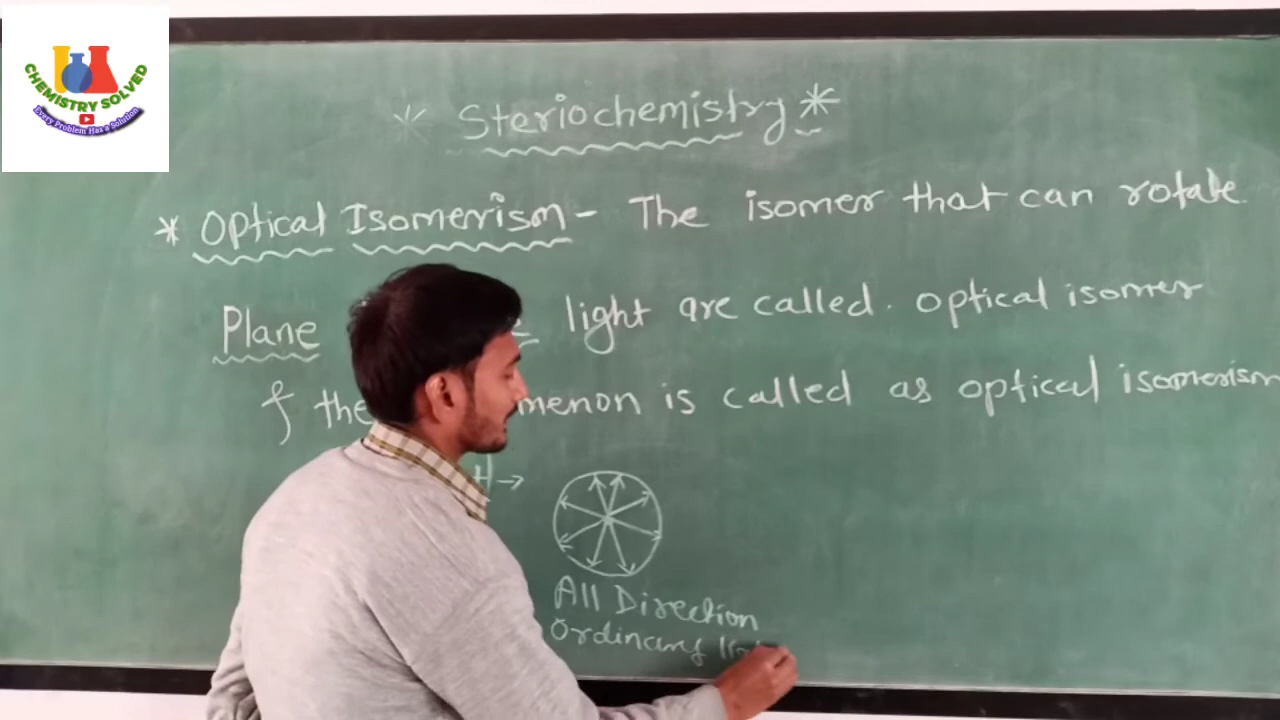 CHEMISTRY SOLVED
Every Problem Has a Solution
* Steriochemistry *
* Optical Isomerism - The isomer that can rotate.
Plane light are called. optical isomer
& the menon is called as optical isomerism
→
All Direction
Ordinary